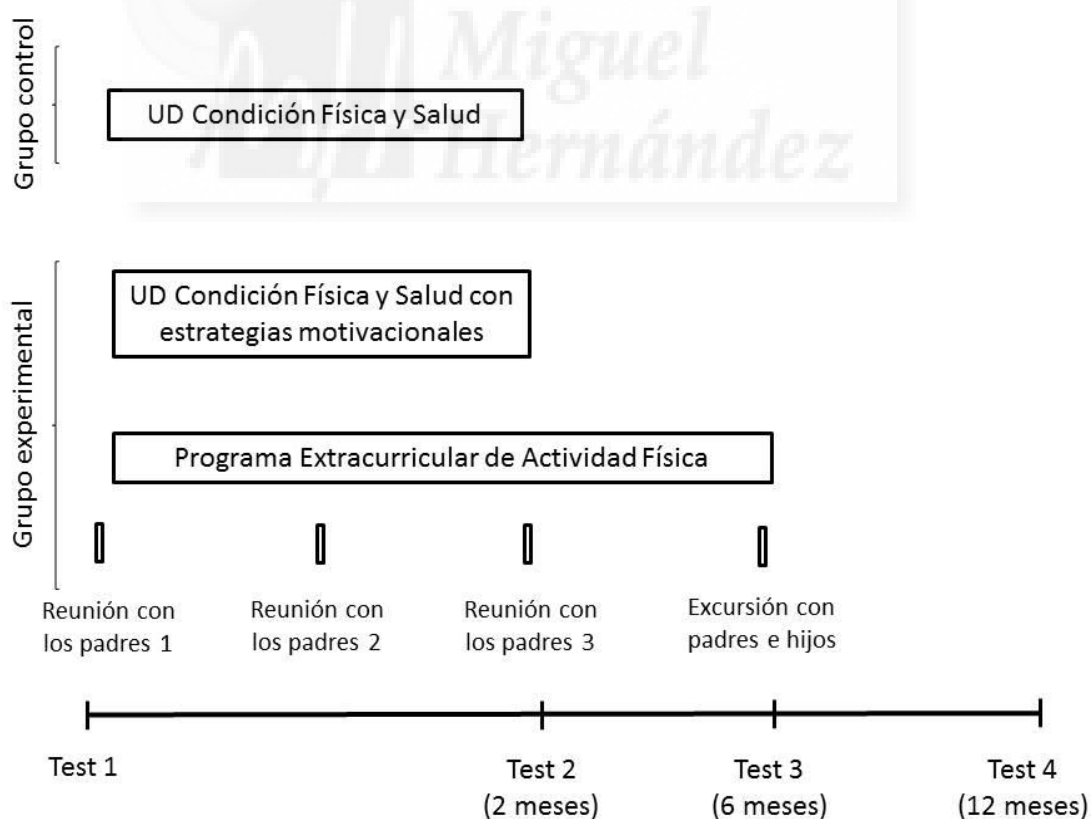 Miguel
Hernández
Grupo control
UD Condición Física y Salud
Grupo experimental
UD Condición Física y Salud con
estrategias motivacionales
Programa Extracurricular de Actividad Física
Reunión con
los padres 1
Reunión con
los padres 2
Reunión con
los padres 3
Excursión con
padres e hijos
Test 1
Test 2
(2 meses)
Test 3
(6 meses)
Test 4
(12 meses)